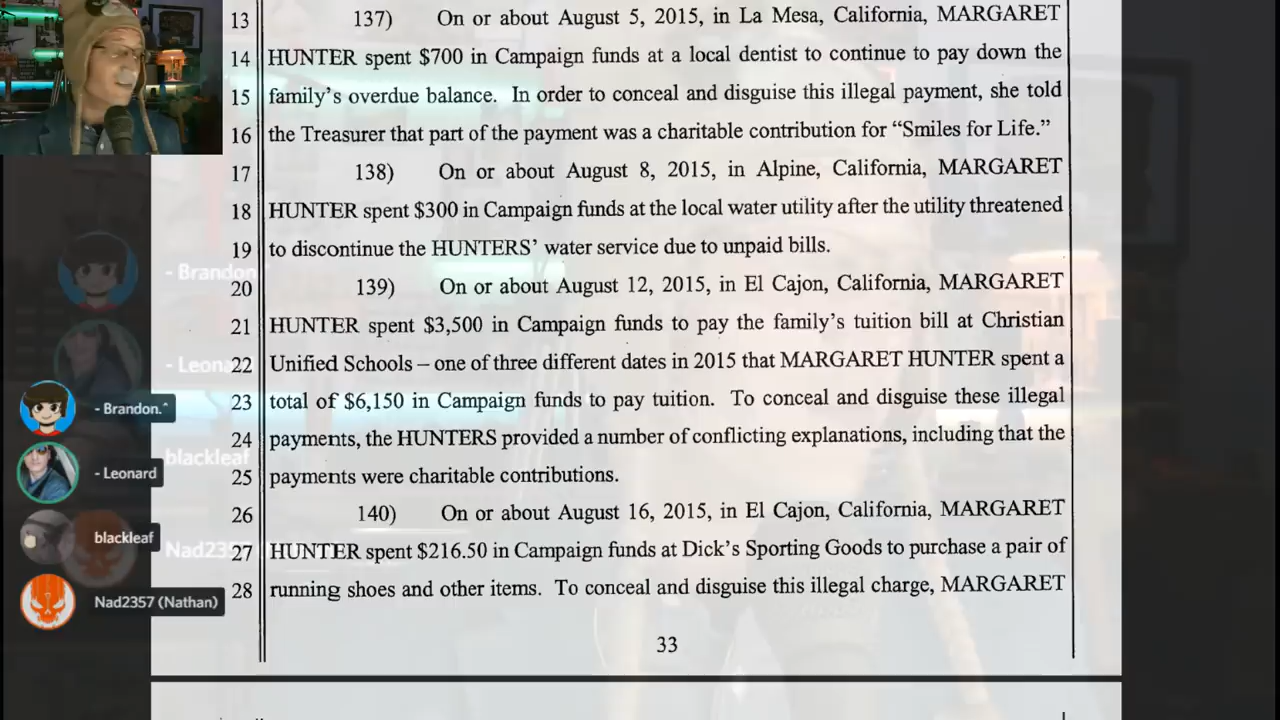 13 137) On or about August 5, 2015, in La Mesa, California, MARGARET
14 HUNTER spent $700 in Campaign funds at a local dentist to continue to pay down the
15 family's overdue balance. In order to conceal and disguise this illegal payment, she told
16 the Treasurer that part of the payment was a charitable contribution for “Smiles for Life.”
17 138) On or about August 8, 2015, in Alpine, California, MARGARET
18 HUNTER spent $300 in Campaign funds at the local water utility after the utility threatened
19 to discontinue the HUNTERS’ water service due to unpaid bills.
20 139) On or about August 12, 2015, in El Cajon, California, MARGARET
21 HUNTER spent $3,500 in Campaign funds to pay the family’s tuition bill at Christian
22 Unified Schools – one of three different dates in 2015 that MARGARET HUNTER spent a
23 total of $6,150 in Campaign funds to pay tuition. To conceal and disguise these illegal
24 payments, the HUNTERS provided a number of conflicting explanations, including that the
25 payments were charitable contributions.
26 140) On or about August 16, 2015, in El Cajon, California, MARGARET
27 HUNTER spent $216.50 in Campaign funds at Dick’s Sporting Goods to purchase a pair of
28 running shoes and other items. To conceal and disguise this illegal charge, MARGARET
33
- Brandon
- Leona
blackleaf
Nad23
- Brandon.^
- Leonard
blackleaf
Nad2357 (Nathan)